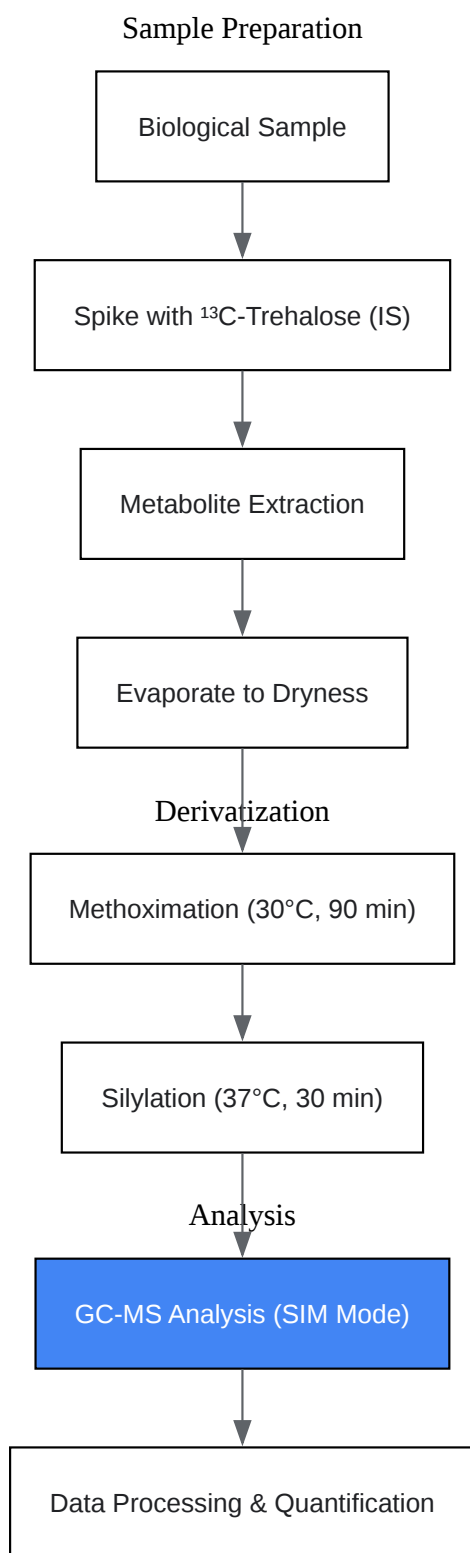 Sample Preparation
Biological Sample
Spike with ¹³C-Trehalose (IS)
Metabolite Extraction
Evaporate to Dryness
Derivatization
Methoximation (30°C, 90 min)
Silylation (37°C, 30 min)
Analysis
GC-MS Analysis (SIM Mode)
Data Processing & Quantification